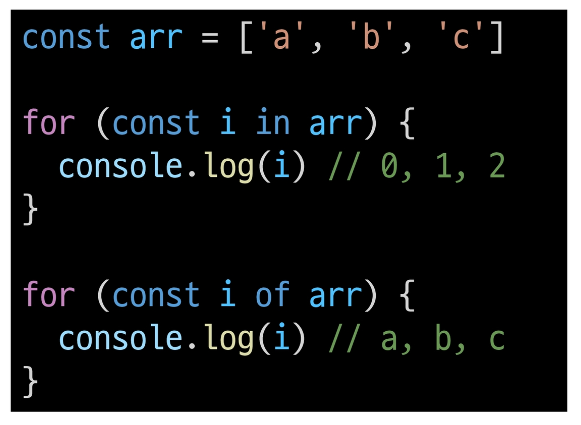 const arr = ['a', 'b', 'c']
for (const i in arr) {
  console.log(i) // 0, 1, 2
}
for (const i of arr) {
  console.log(i) // a, b, c
}